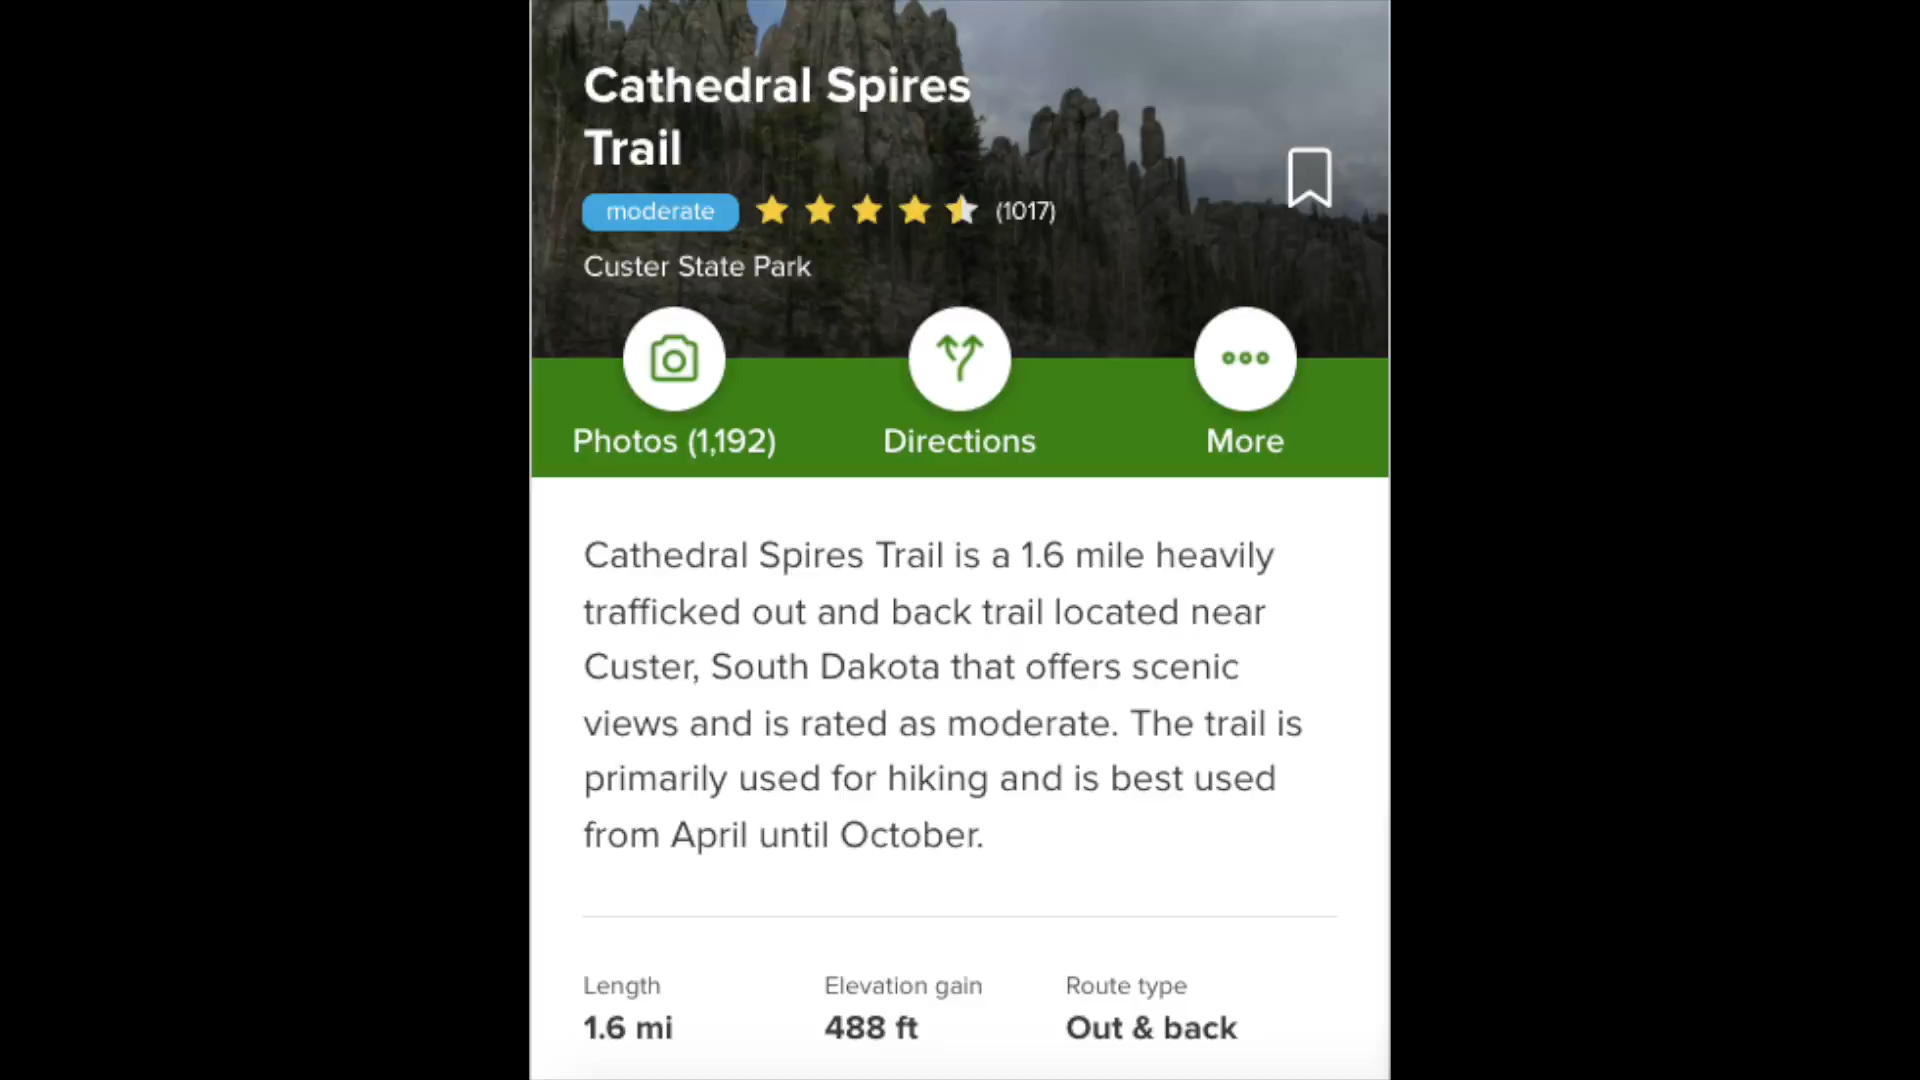 Cathedral Spires
Trail
moderate (1017)
Custer State Park
Photos (1,192) Directions More
Cathedral Spires Trail is a 1.6 mile heavily
trafficked out and back trail located near
Custer, South Dakota that offers scenic
views and is rated as moderate. The trail is
primarily used for hiking and is best used
from April until October.
Length Elevation gain Route type
1.6 mi 488 ft Out & back